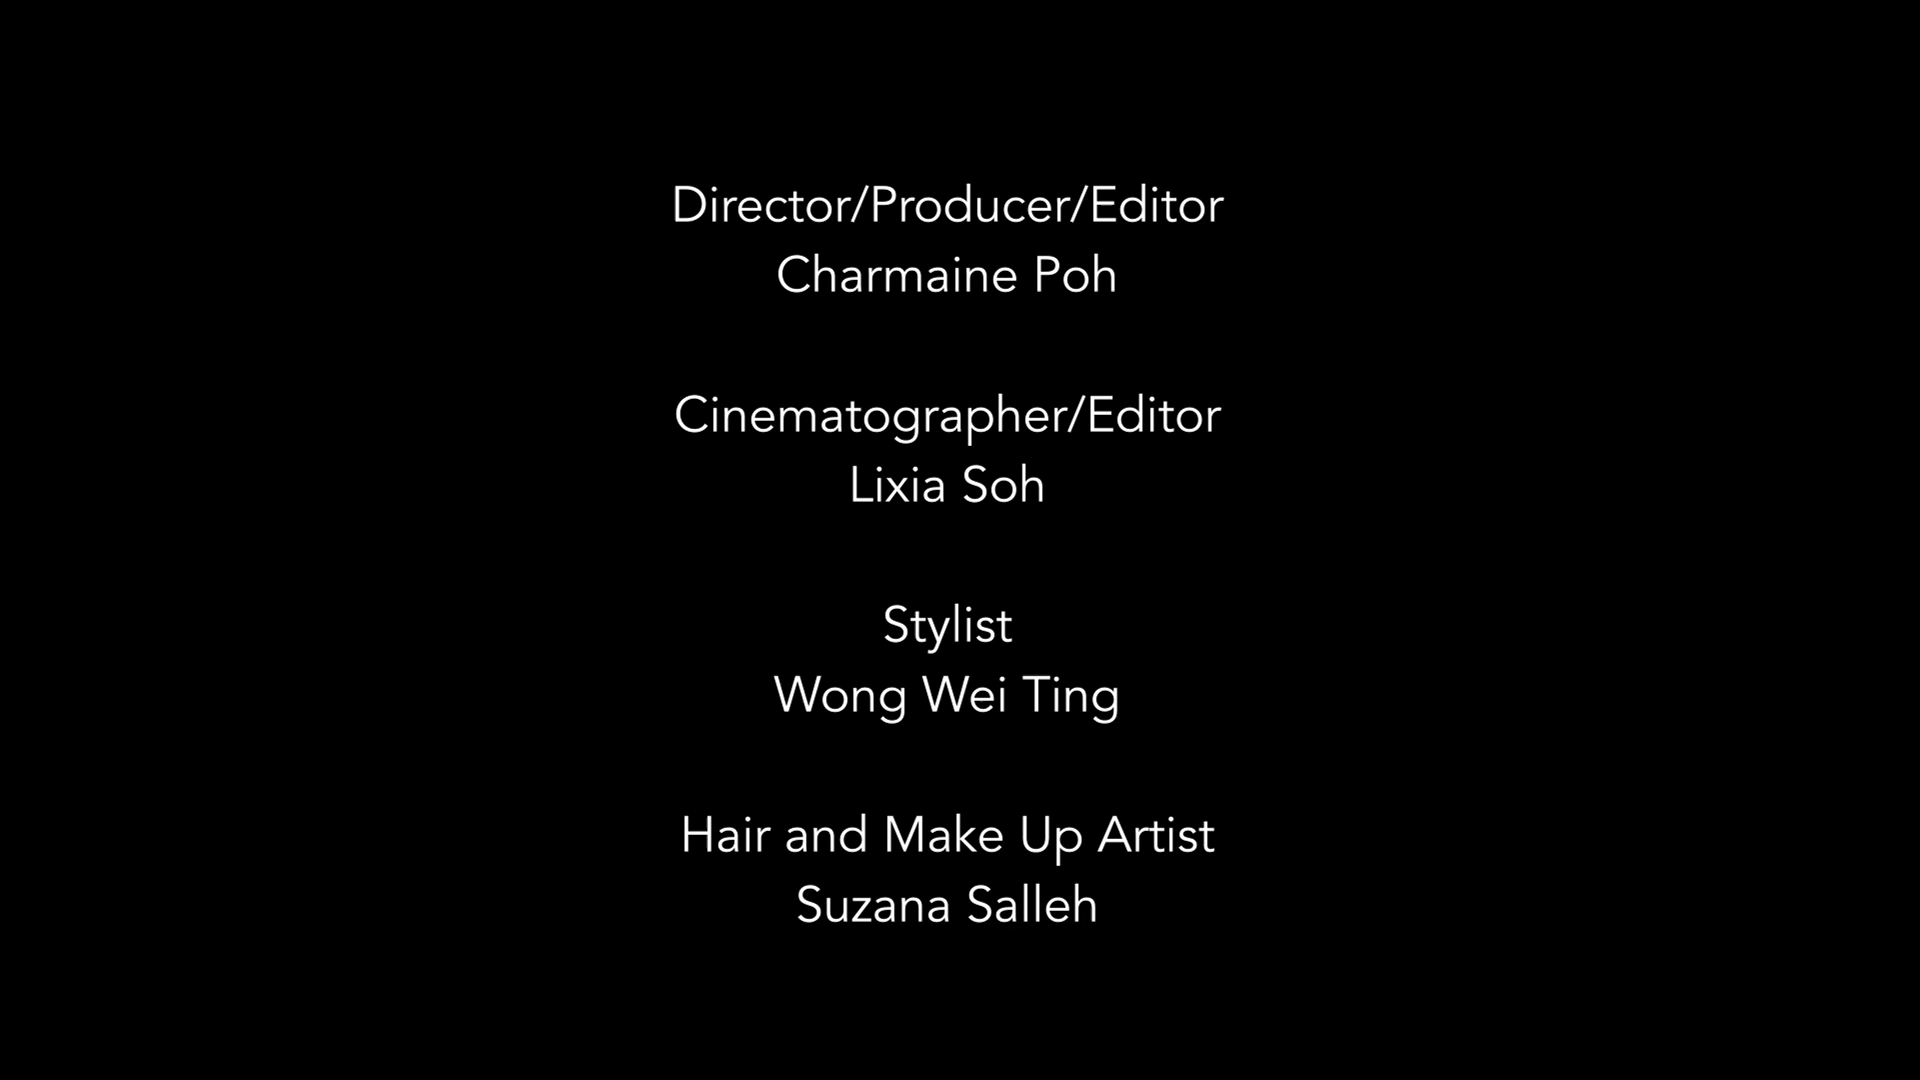 Director/Producer/Editor
Charmaine Poh
Cinematographer/Editor
Lixia Soh
Stylist
Wong Wei Ting
Hair and Make Up Artist
Suzana Salleh